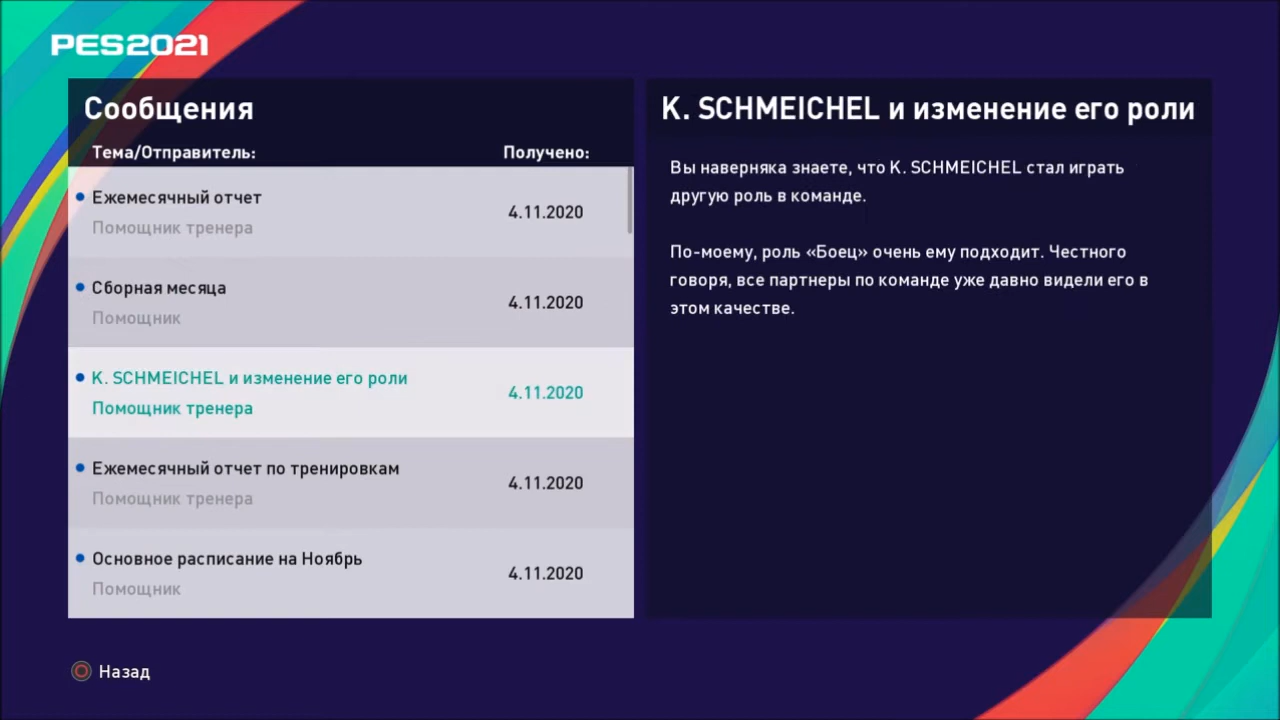 PES2021
Сообщения
Тема/Отправитель:
Получено:
Ежемесячный отчет
Помощник тренера
4.11.2020
Сборная месяца
Помощник
4.11.2020
K. SCHMEICHEL и изменение его роли
Помощник тренера
4.11.2020
Ежемесячный отчет по тренировкам
Помощник тренера
4.11.2020
Основное расписание на Ноябрь
Помощник
4.11.2020
K. SCHMEICHEL и изменение его роли
Вы наверняка знаете, что K. SCHMEICHEL стал играть
другую роль в команде.
По-моему, роль «Боец» очень ему подходит. Честного
говоря, все партнеры по команде уже давно видели его в
этом качестве.
Назад